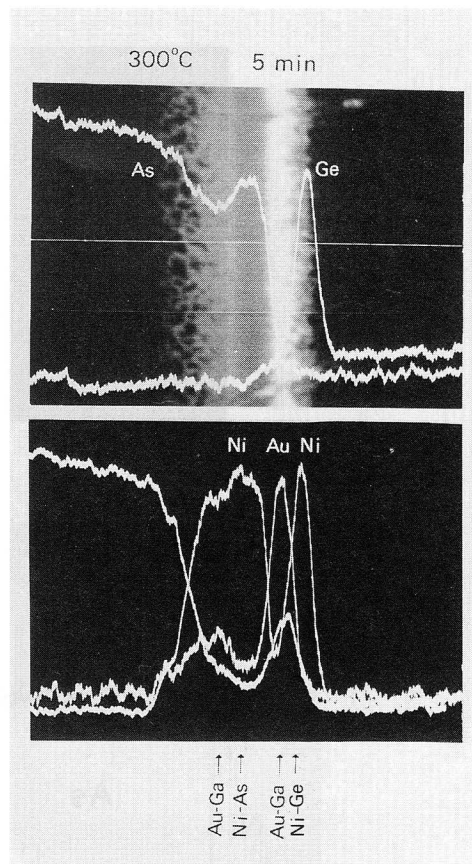 300°C 5 min
As Ge
Ni Au Ni
Au-Ga →
Ni-As →
Au-Ga →
Ni-Ge →